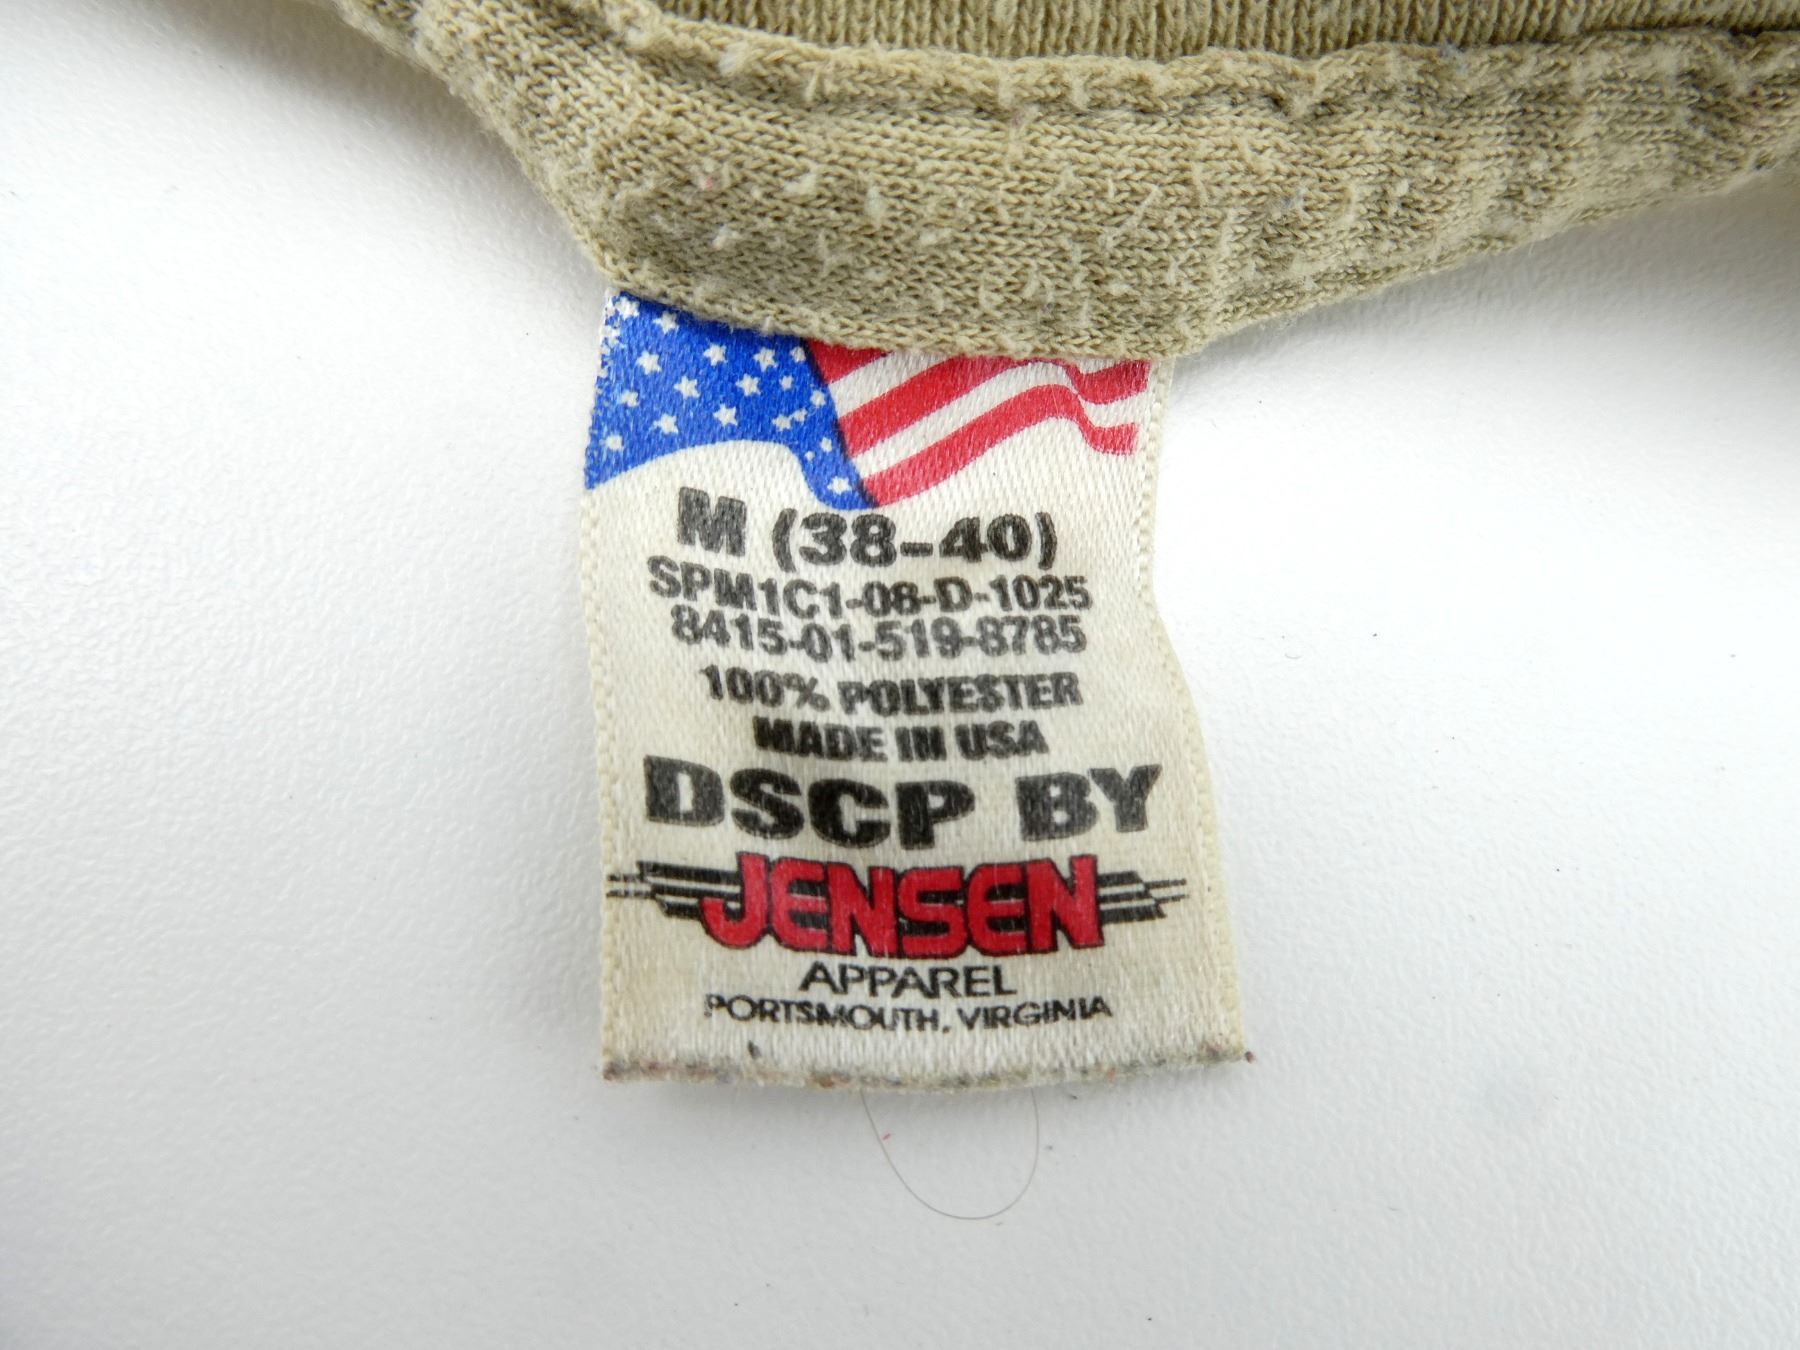 M (38-40)
SPM1C1-08-D-1025
8415-01-519-8785
100% POLYESTER
MADE IN USA
DSCP BY
JENSEN
APPAREL
PORTSMOUTH, VIRGINIA